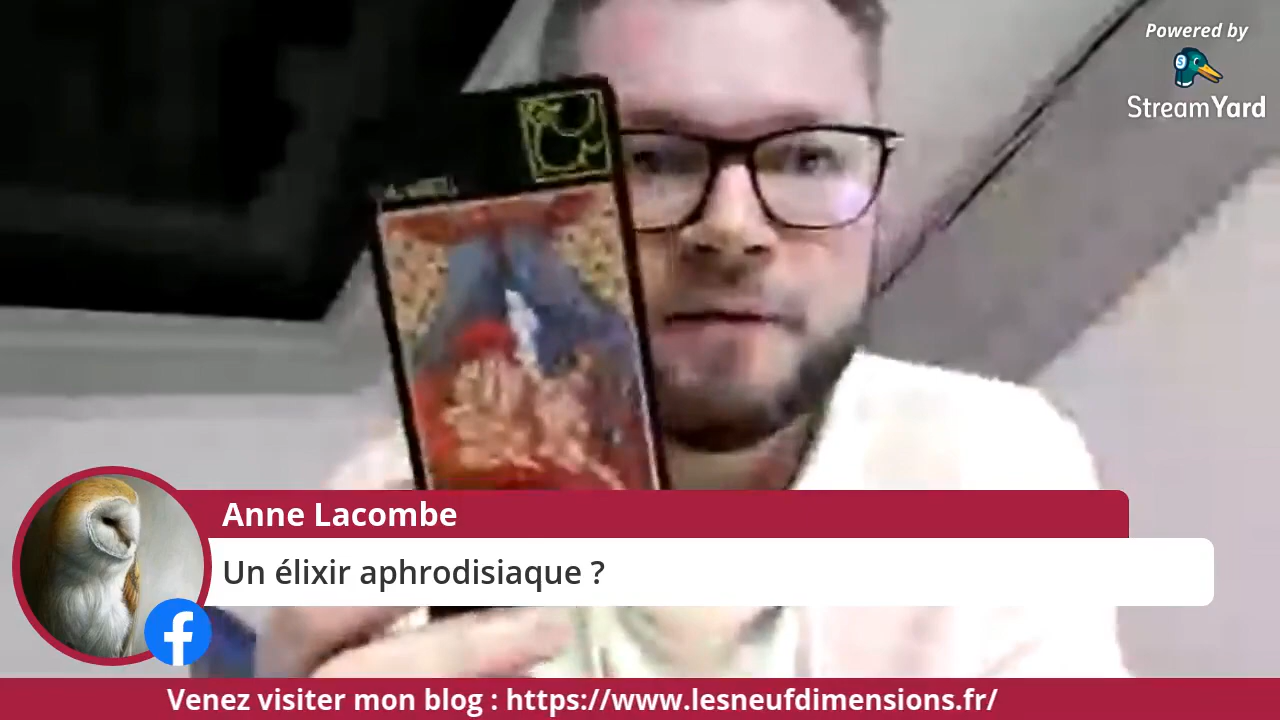 Powered by
StreamYard
Anne Lacombe
Un élixir aphrodisiaque ?
Venez visiter mon blog : https://www.lesneufdimensions.fr/